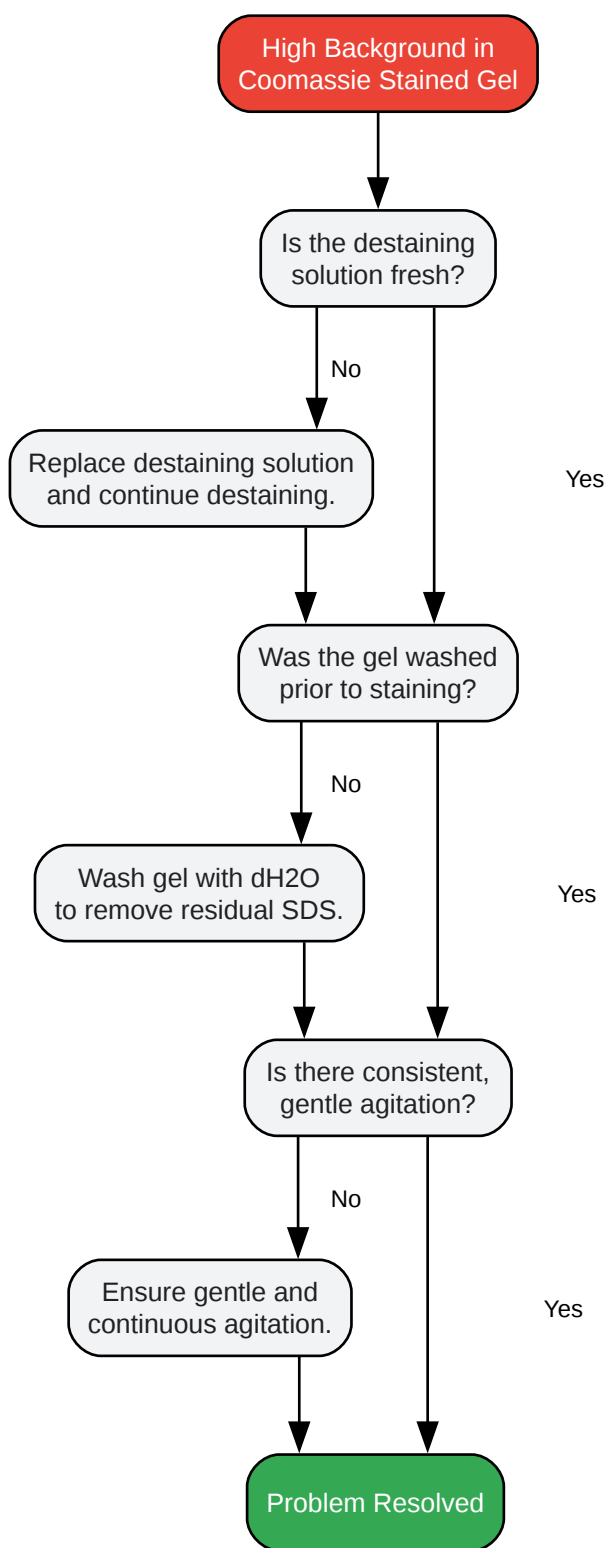 High Background in
Coomassie Stained Gel
Is the destaining
solution fresh?
No
Replace destaining solution
and continue destaining.
Yes
Was the gel washed
prior to staining?
No
Wash gel with dH2O
to remove residual SDS.
Yes
Is there consistent,
gentle agitation?
No
Ensure gentle and
continuous agitation.
Yes
Problem Resolved